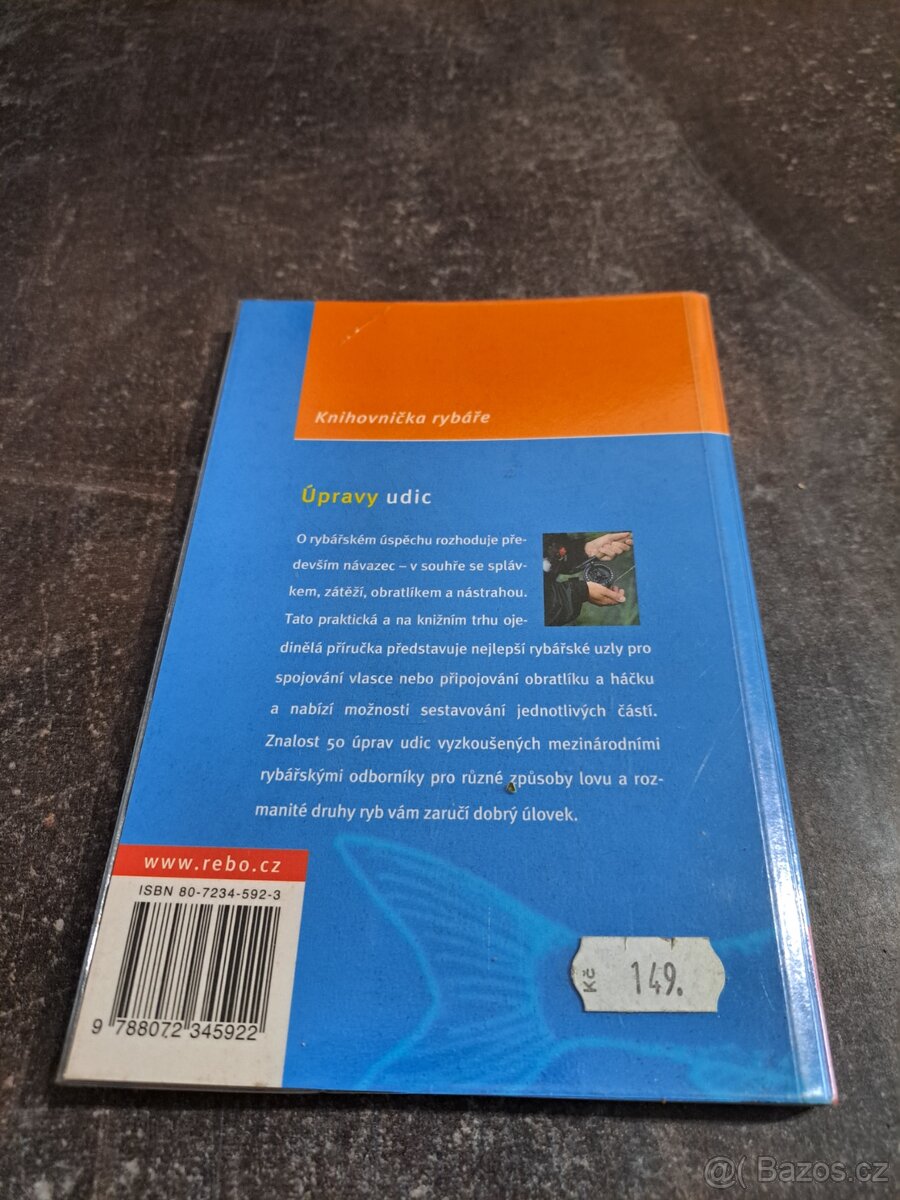 Knihovnička rybáře
Úpravy udic
O rybářském úspěchu rozhoduje pře-
devším návazec – v souhře se spláv-
kem, zátěží, obratlíkem a nástrahou.
Tato praktická a na knižním trhu oje-
dinělá příručka představuje nejlepší rybářské uzly pro
spojování vlasce nebo připojování obratlíku a háčku
a nabízí možnosti sestavování jednotlivých částí.
Znalost 50 úprav udic vyzkoušených mezinárodními
rybářskými odborníky pro různé způsoby lovu a roz-
manité druhy ryb vám zaručí dobrý úlovek.
www.rebo.cz
ISBN 80-7234-592-3
9 788072 345922
Kč 149.
@( Bazos.cz